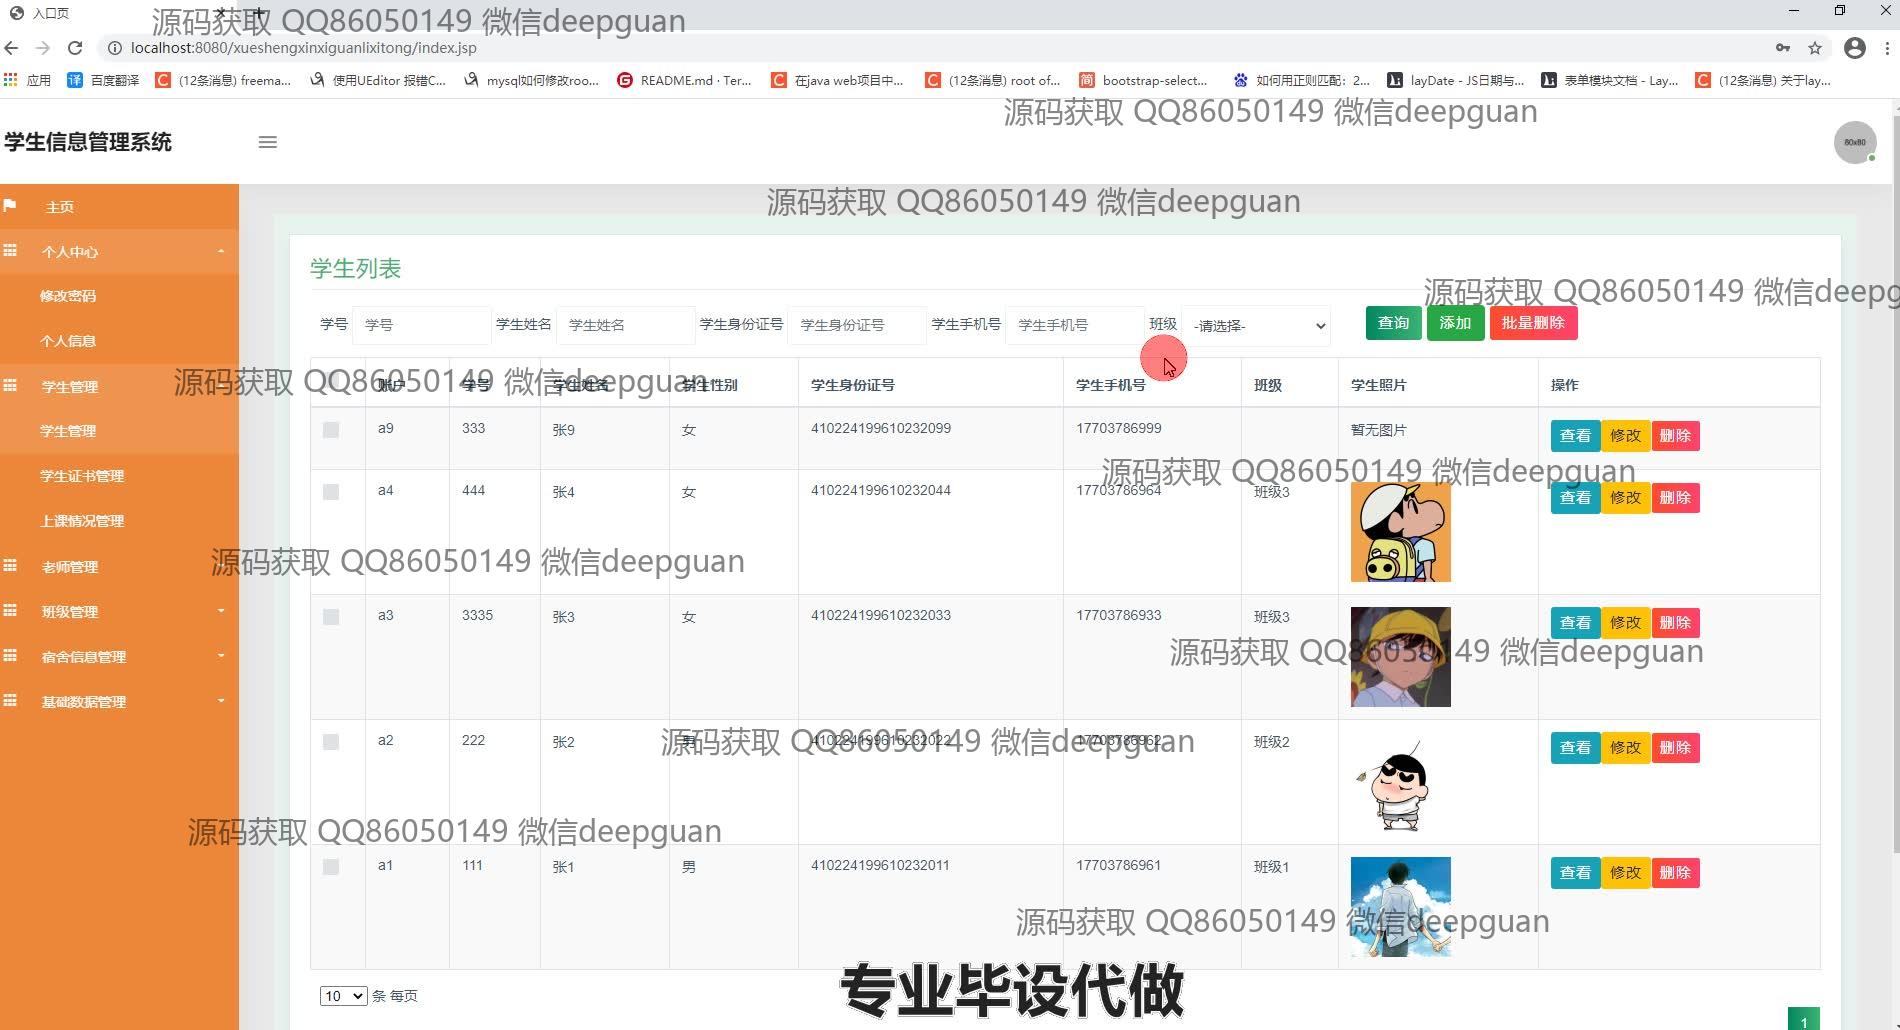 入口页
源码获取 QQ86050149 微信deepguan
localhost:8080/xueshengxinxiguanlixitong/index.jsp
应用 百度翻译 (12条消息) freema... 使用UEditor 报错C... mysql如何修改roo... README.md · Ter... 在java web项目中... (12条消息) root of... bootstrap-select... 如何用正则匹配：2... layDate - JS日期与... 表单模块文档 - Lay... (12条消息) 关于lay...
源码获取 QQ86050149 微信deepguan
学生信息管理系统
80x80
源码获取 QQ86050149 微信deepguan
主页
个人中心
修改密码
个人信息
学生管理
学生管理
学生证书管理
上课情况管理
老师管理
班级管理
宿舍信息管理
基础数据管理
学生列表
源码获取 QQ86050149 微信deepg
学号 学号 学生姓名 学生姓名 学生身份证号 学生身份证号 学生手机号 学生手机号 班级 -请选择- 查询 添加 批量删除
源码获取 QQ86050149 微信deepguan
账户 学号 学生姓名 学生性别 学生身份证号 学生手机号 班级 学生照片 操作
a9 333 张9 女 410224199610232099 17703786999 暂无图片 查看 修改 删除
源码获取 QQ86050149 微信deepguan
a4 444 张4 女 410224199610232044 17703786964 班级3 查看 修改 删除
源码获取 QQ86050149 微信deepguan
a3 3335 张3 女 410224199610232033 17703786933 班级3 查看 修改 删除
源码获取 QQ86050149 微信deepguan
a2 222 张2 男 410224199610232022 17703786962 班级2 查看 修改 删除
源码获取 QQ86050149 微信deepguan
源码获取 QQ86050149 微信deepguan
a1 111 张1 男 410224199610232011 17703786961 班级1 查看 修改 删除
源码获取 QQ86050149 微信deepguan
专业毕设代做
10 条 每页
1